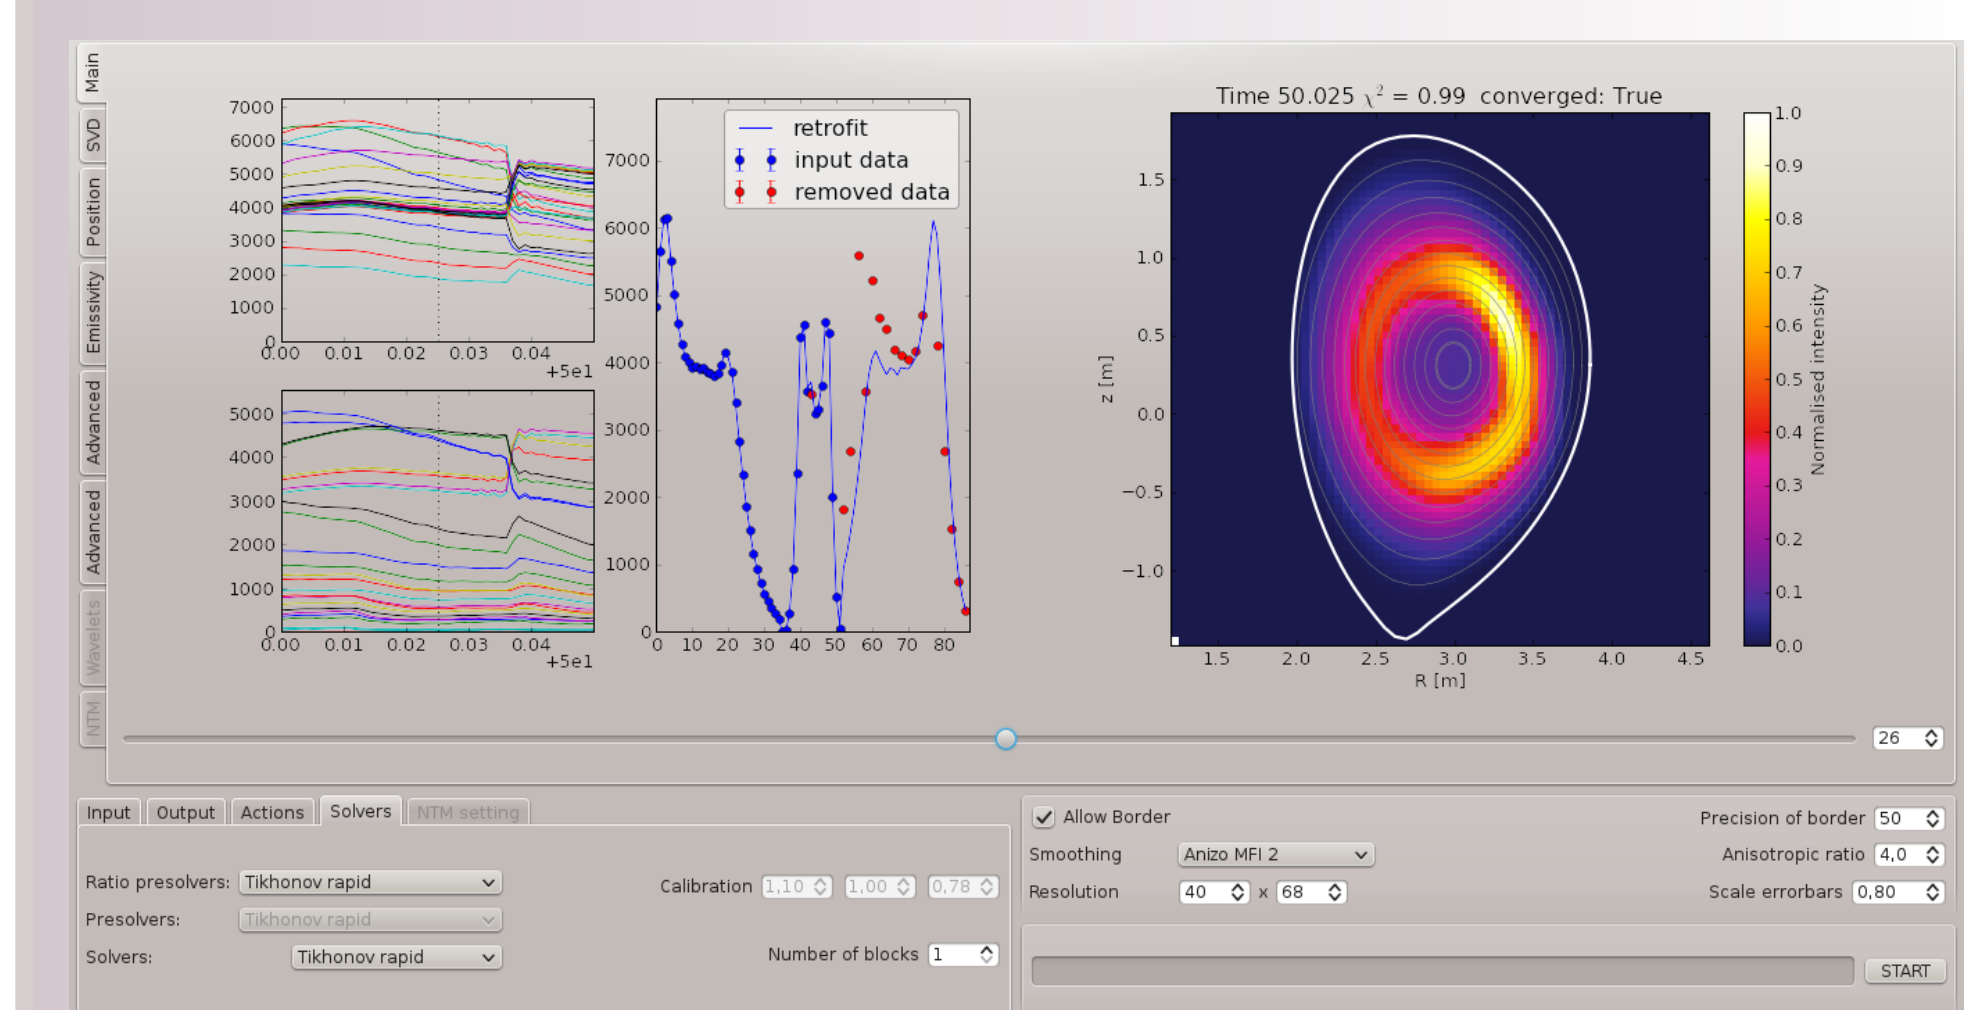 Main
SVD
Position
Emissivity
Advanced
Advanced
Wavelets
NTM
7000
6000
5000
4000
3000
2000
1000
0
0.00 0.01 0.02 0.03 0.04
+5e1
5000
4000
3000
2000
1000
0
0.00 0.01 0.02 0.03 0.04
+5e1
retrofit
input data
removed data
7000
6000
5000
4000
3000
2000
1000
0
0 10 20 30 40 50 60 70 80
Time 50.025 χ² = 0.99 converged: True
z [m]
1.5
1.0
0.5
0.0
−0.5
−1.0
1.5 2.0 2.5 3.0 3.5 4.0 4.5
R [m]
1.0
0.9
0.8
0.7
0.6
0.5
0.4
0.3
0.2
0.1
0.0
Normalised intensity
26
Input Output Actions Solvers NTM setting
Ratio presolvers: Tikhonov rapid
Presolvers: Tikhonov rapid
Solvers: Tikhonov rapid
Calibration 1,10 1,00 0,78
Number of blocks 1
Allow Border
Precision of border 50
Smoothing Anizo MFI 2
Anisotropic ratio 4,0
Resolution 40 x 68
Scale errorbars 0,80
START